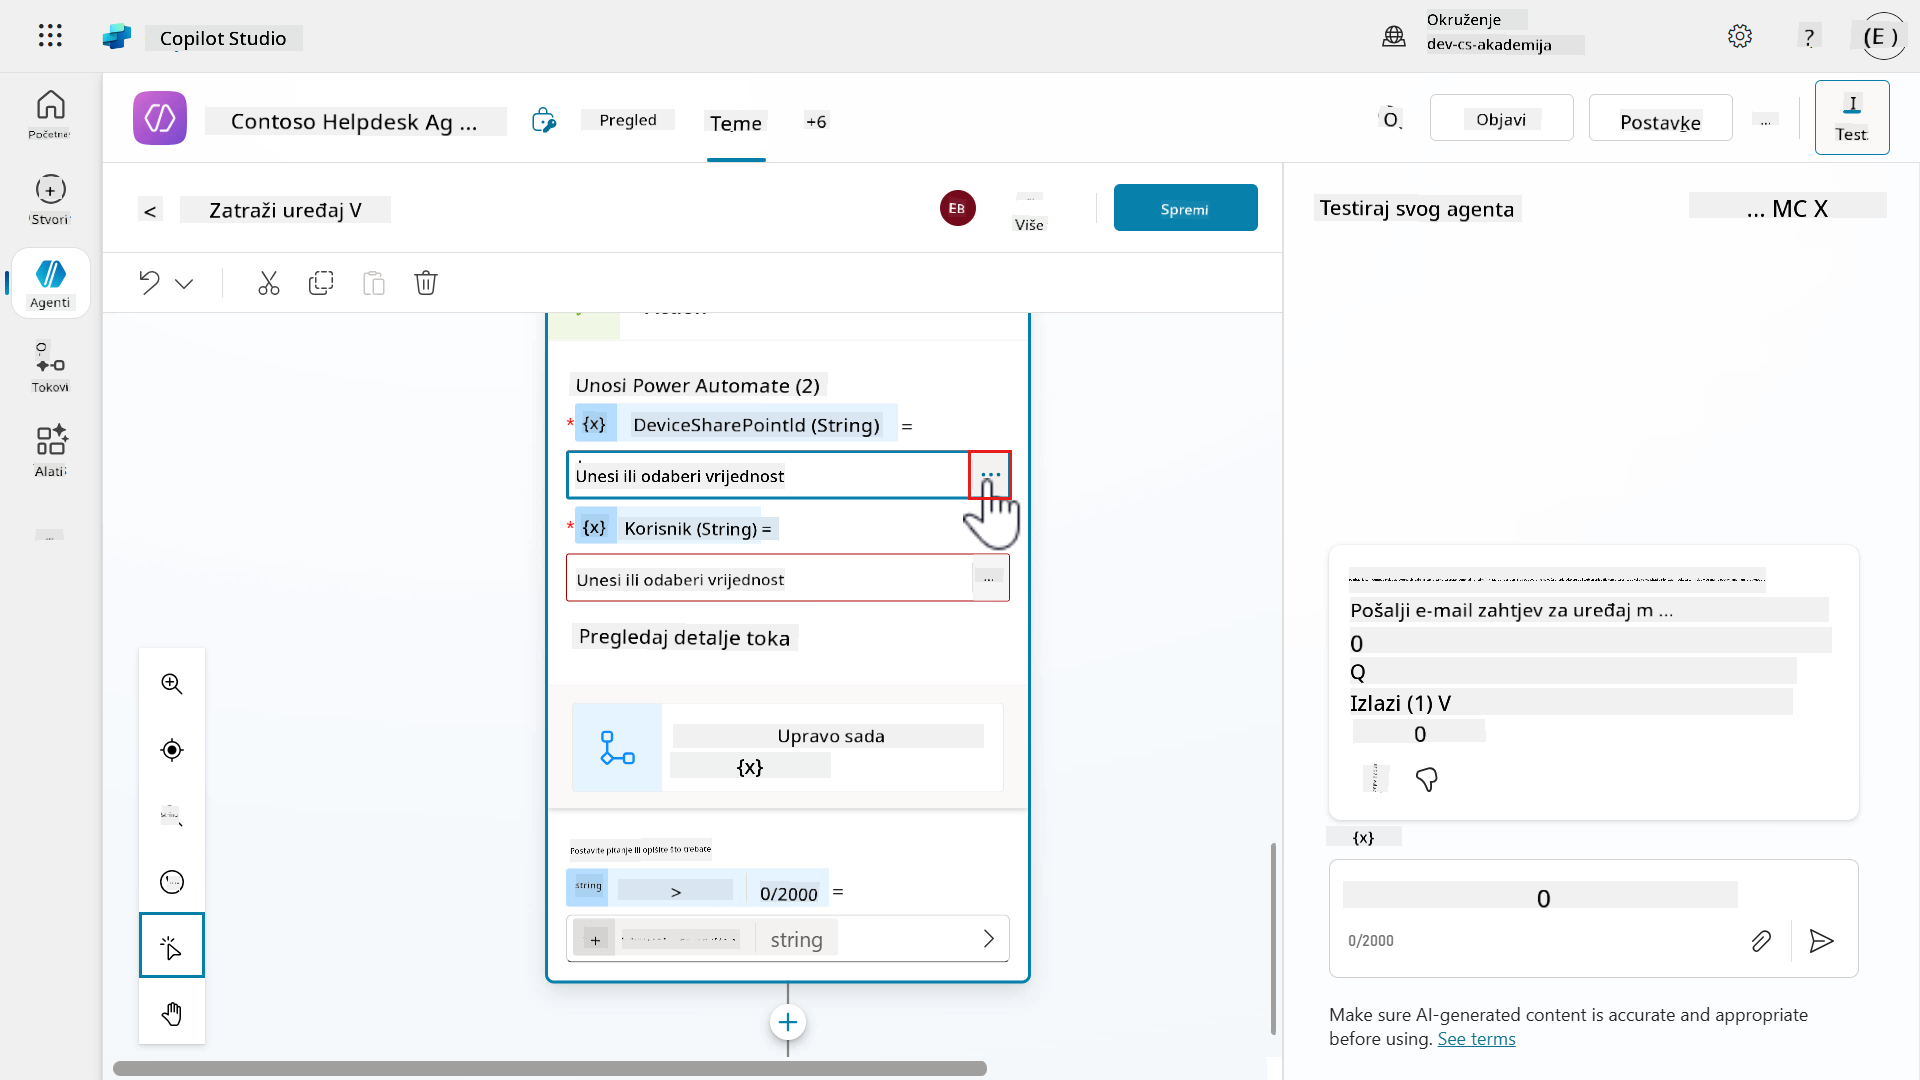 Copilot Studio
Okruženje
dev-cs-akademija
?
(E )
Početna
Stvori
Agenti
Tokovi
Alati
Contoso Helpdesk Ag ...
Pregled
Teme
+6
Objavi
Postavke
...
Test
< Zatraži uređaj V
EB
Više
Spremi
Unosi Power Automate (2)
* {x} DeviceSharePointId (String) =
Unesi ili odaberi vrijednost
* {x} Korisnik (String) =
Unesi ili odaberi vrijednost
Pregledaj detalje toka
Upravo sada
{x}
Postavite pitanje ili opišite što trebate
string > 0/2000 =
+ string
Testiraj svog agenta
... MC X
Pošalji e-mail zahtjev za uređaj m ...
0
Q
Izlazi (1) V
0
{x}
0
0/2000
Make sure AI-generated content is accurate and appropriate
before using. See terms